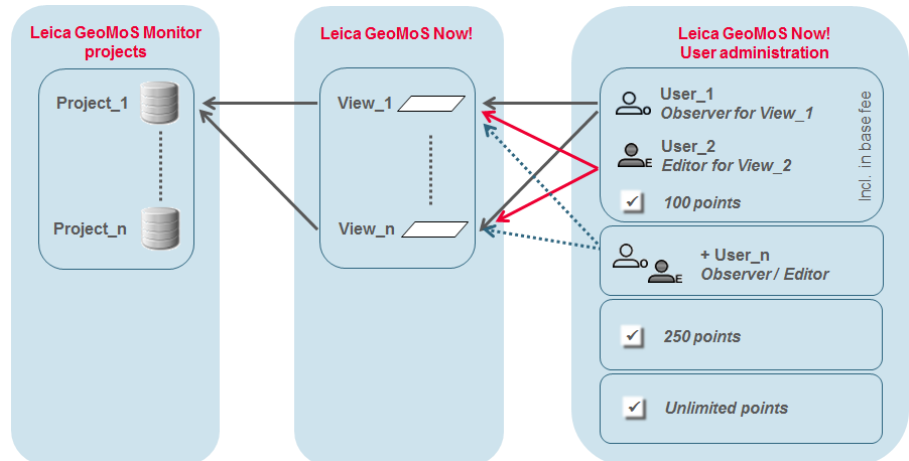 Leica GeoMoS Monitor
projects
Project_1
Project_n
Leica GeoMoS Now!
View_1
View_n
Leica GeoMoS Now!
User administration
User_1
Observer for View_1
O
User_2
Editor for View_2
E
100 points
Incl. in base fee
+ User_n
Observer / Editor
O
E
250 points
Unlimited points